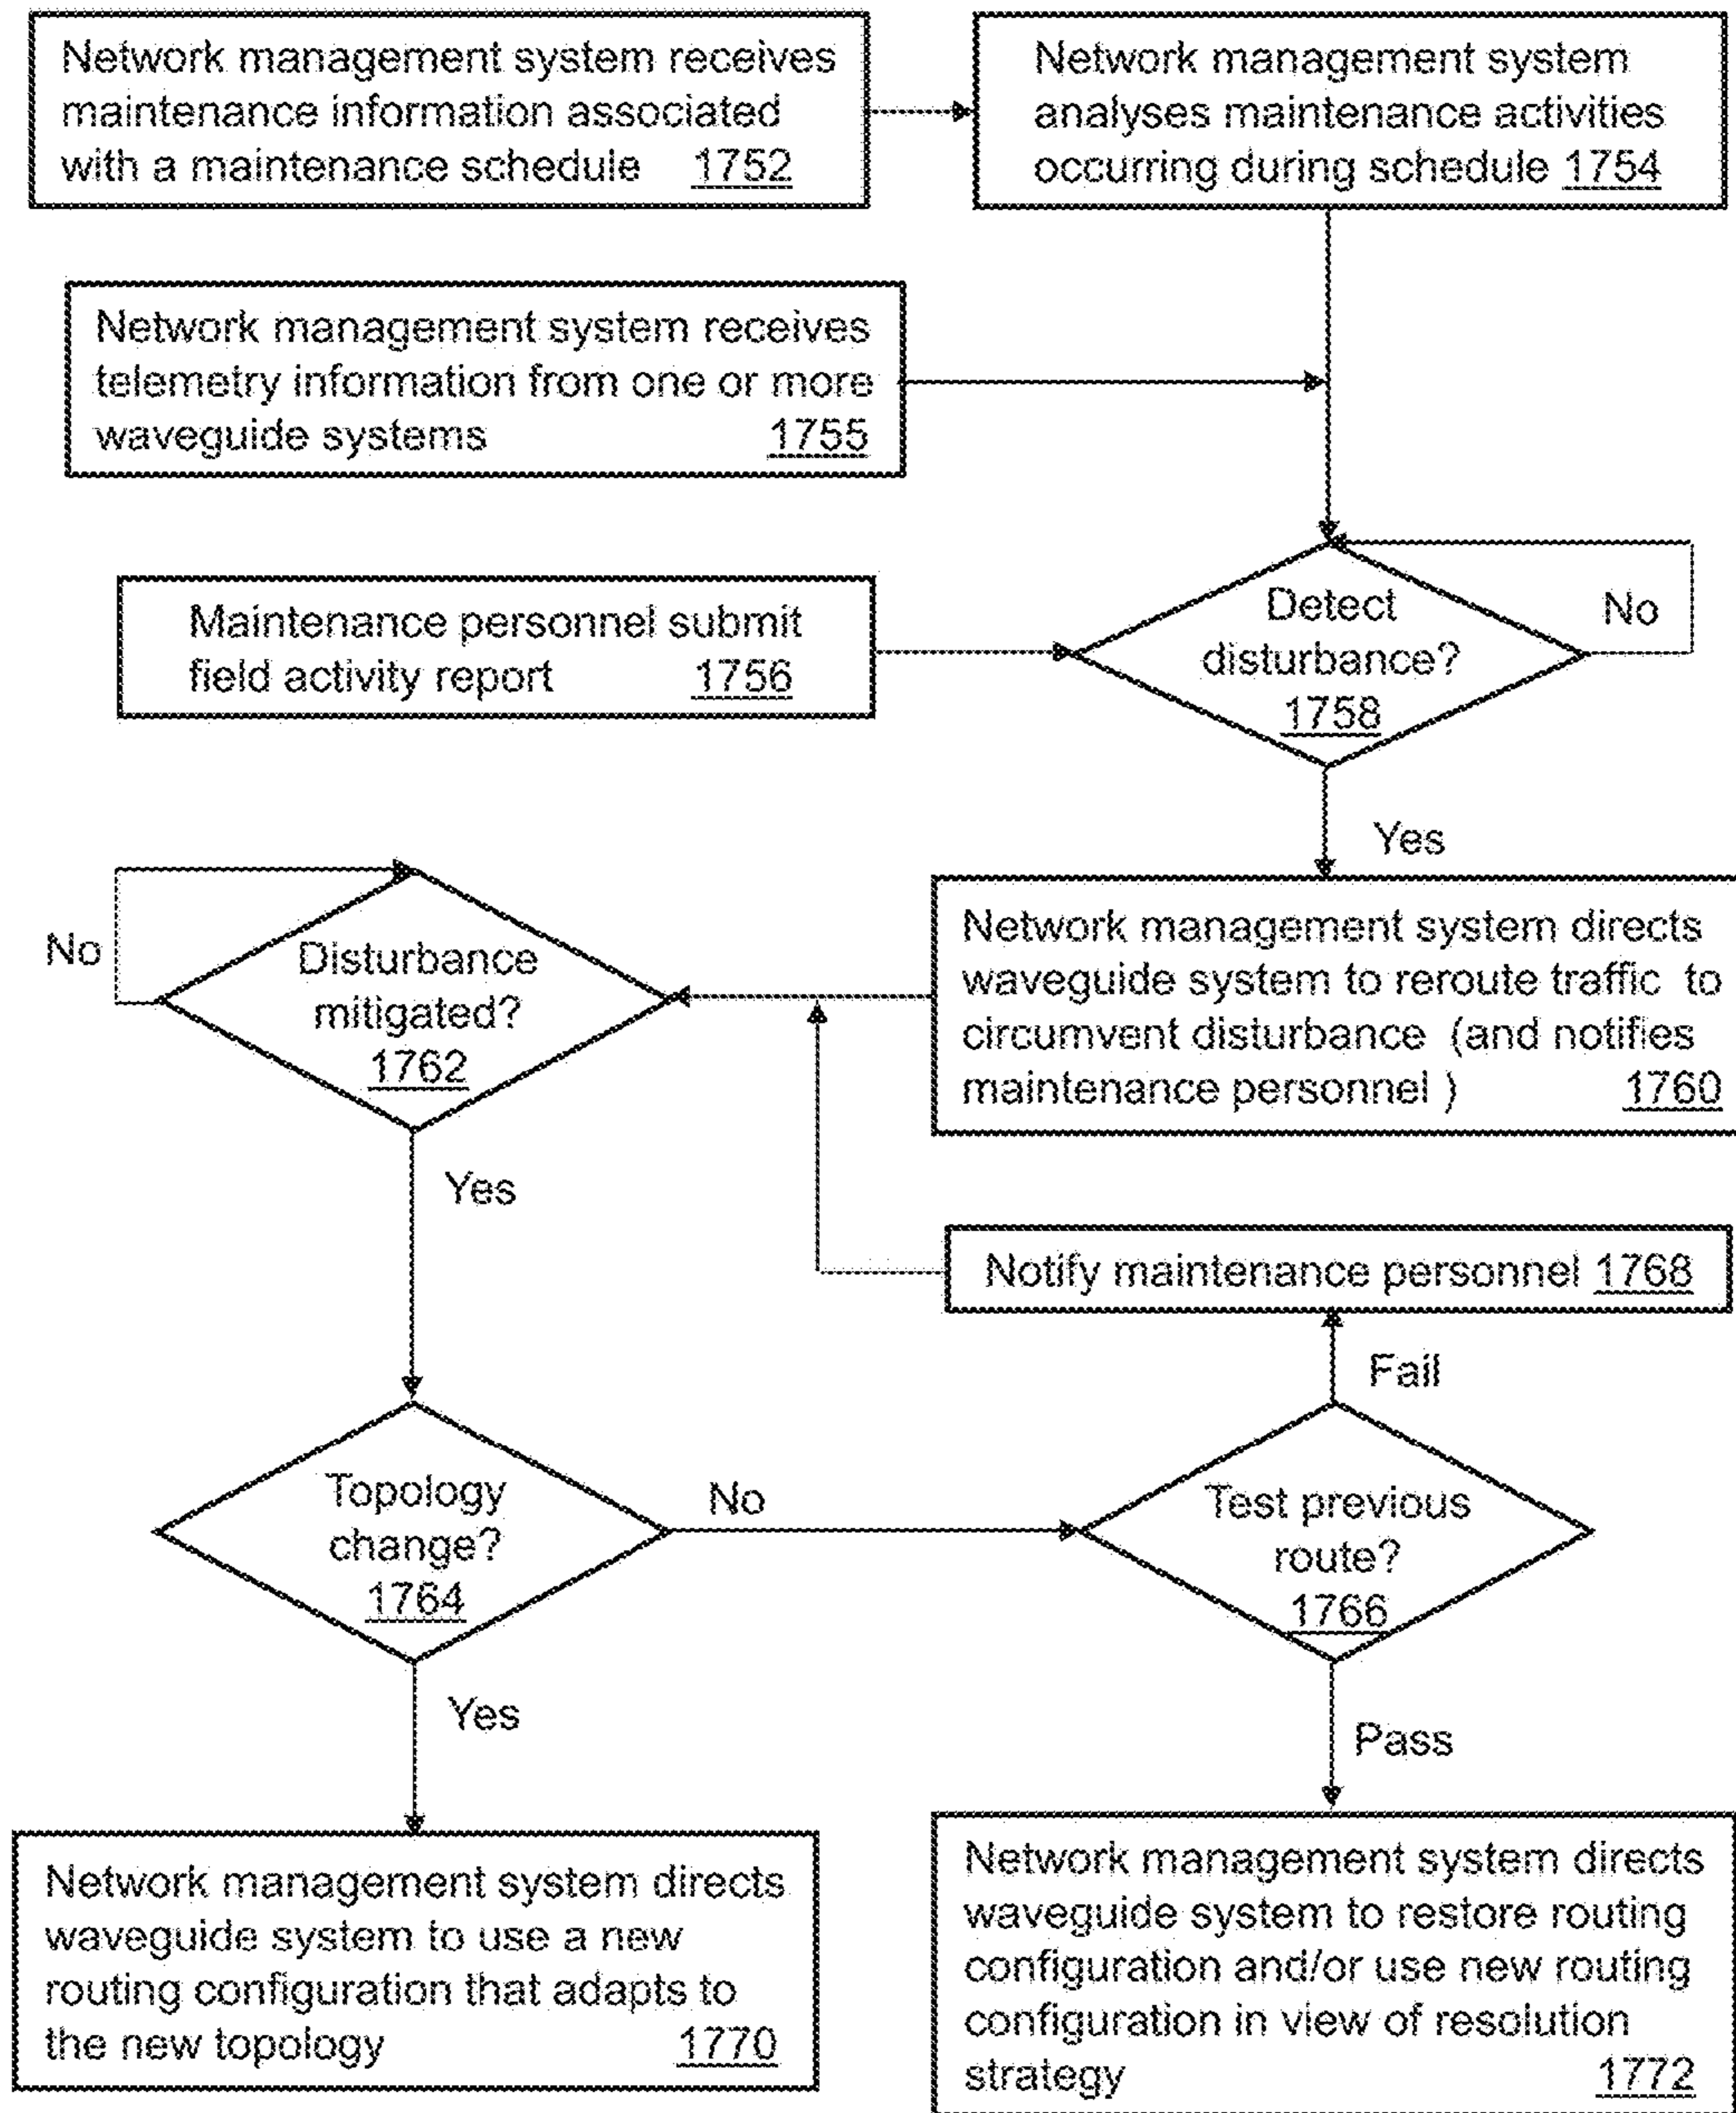 Network management system receives
maintenance information associated
with a maintenance schedule 1752
Network management system
analyses maintenance activities
occurring during schedule 1754
Network management system receives
telemetry information from one or more
waveguide systems 1755
Maintenance personnel submit
field activity report 1756
Detect
disturbance?
1758
No
Yes
Network management system directs
waveguide system to reroute traffic to
circumvent disturbance (and notifies
maintenance personnel ) 1760
No
Disturbance
mitigated?
1762
Yes
Notify maintenance personnel 1768
Fail
Topology
change?
1764
No
Test previous
route?
1766
Yes
Pass
Network management system directs
waveguide system to use a new
routing configuration that adapts to
the new topology 1770
Network management system directs
waveguide system to restore routing
configuration and/or use new routing
configuration in view of resolution
strategy 1772